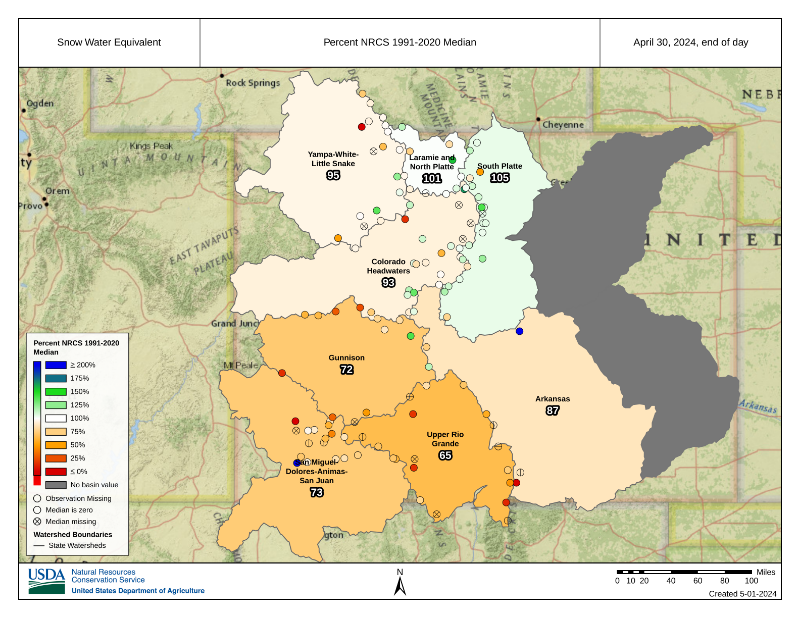 Snow Water Equivalent
Percent NRCS 1991-2020 Median
April 30, 2024, end of day
Rock Springs
Ogden
Cheyenne
Kings Peak
UINTA MOUNTAIN
MEDICINE
Orem
Provo
EAST TAVAPUTS
PLATEAU
UNITED
Yampa-White-
Little Snake
95
Laramie and
North Platte
101
South Platte
105
Colorado
Headwaters
93
Grand Junct
Gunnison
72
Arkansas
87
Arkansas
Upper Rio
Grande
65
San Miguel-
Dolores-Animas-
San Juan
73
gton
Percent NRCS 1991-2020
Median
≥ 200%
175%
150%
125%
100%
75%
50%
25%
≤ 0%
No basin value
Observation Missing
Median is zero
Median missing
Watershed Boundaries
State Watersheds
USDA
Natural Resources
Conservation Service
United States Department of Agriculture
N
Miles
0 10 20 40 60 80 100
Created 5-01-2024